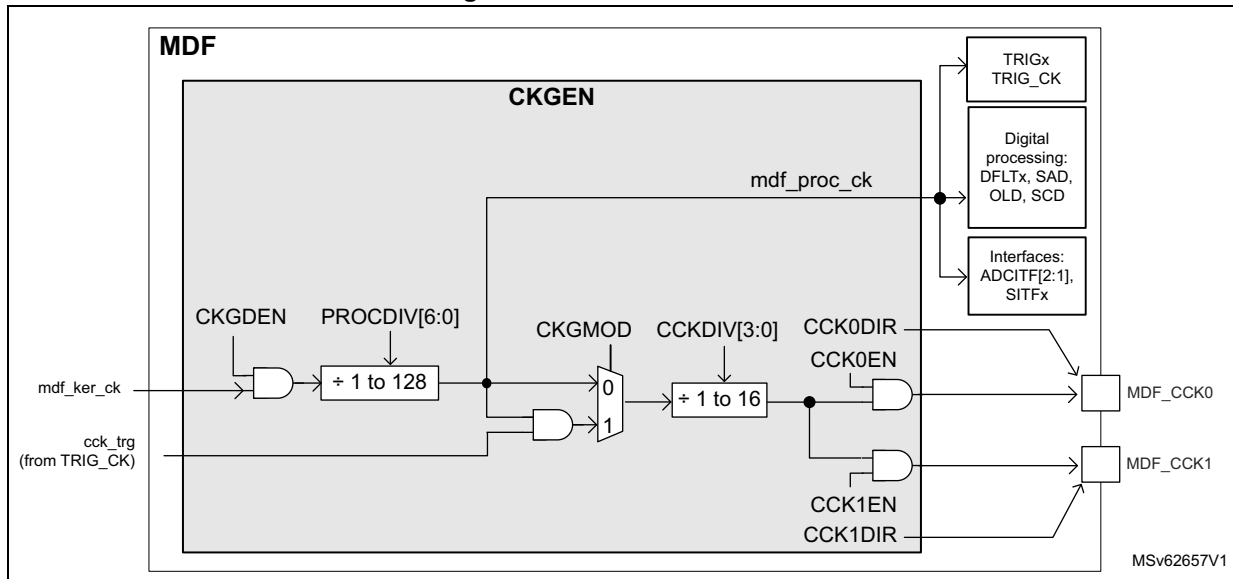 MDF
CKGEN
TRIGx
TRIG_CK
Digital
processing:
DFLTx, SAD,
OLD, SCD
mdf_proc_ck
Interfaces:
ADCITF[2:1],
SITFx
CKGDEN
PROCDIV[6:0]
CKGMOD
CCKDIV[3:0]
CCK0DIR
CCK0EN
mdf_ker_ck
÷ 1 to 128
0
1
÷ 1 to 16
MDF_CCK0
cck_trg
(from TRIG_CK)
MDF_CCK1
CCK1EN
CCK1DIR
MSv62657V1